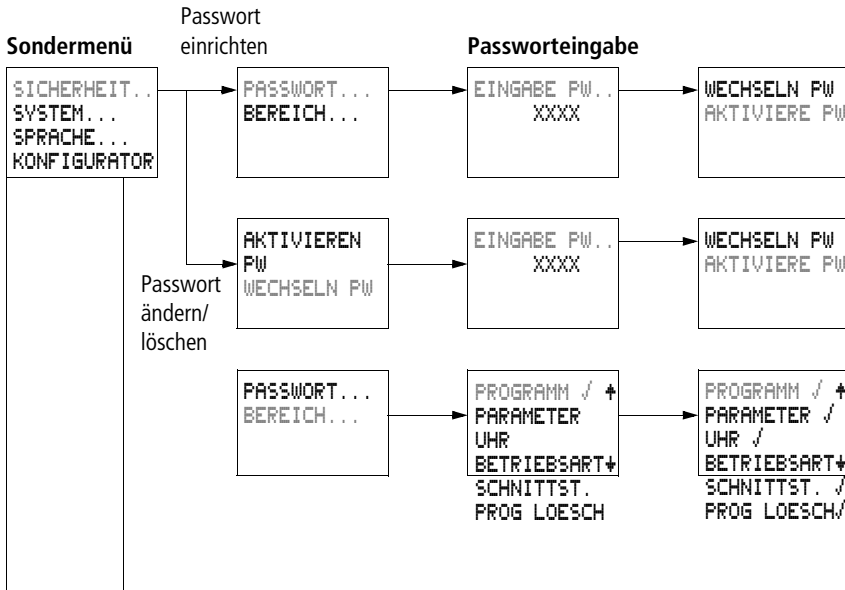 Passwort
einrichten
Sondermenü
Passworteingabe
SICHERHEIT..
SYSTEM...
SPRACHE...
KONFIGURATOR
PASSWORT...
BEREICH...
EINGABE PW..
XXXX
WECHSELN PW
AKTIVIERE PW
Passwort
ändern/
löschen
AKTIVIEREN
PW
WECHSELN PW
EINGABE PW..
XXXX
WECHSELN PW
AKTIVIERE PW
PASSWORT...
BEREICH...
PROGRAMM √ ↑
PARAMETER
UHR
BETRIEBSART↓
SCHNITTST.
PROG LOESCH
PROGRAMM √ ↑
PARAMETER √
UHR √
BETRIEBSART↓
SCHNITTST. √
PROG LOESCH√